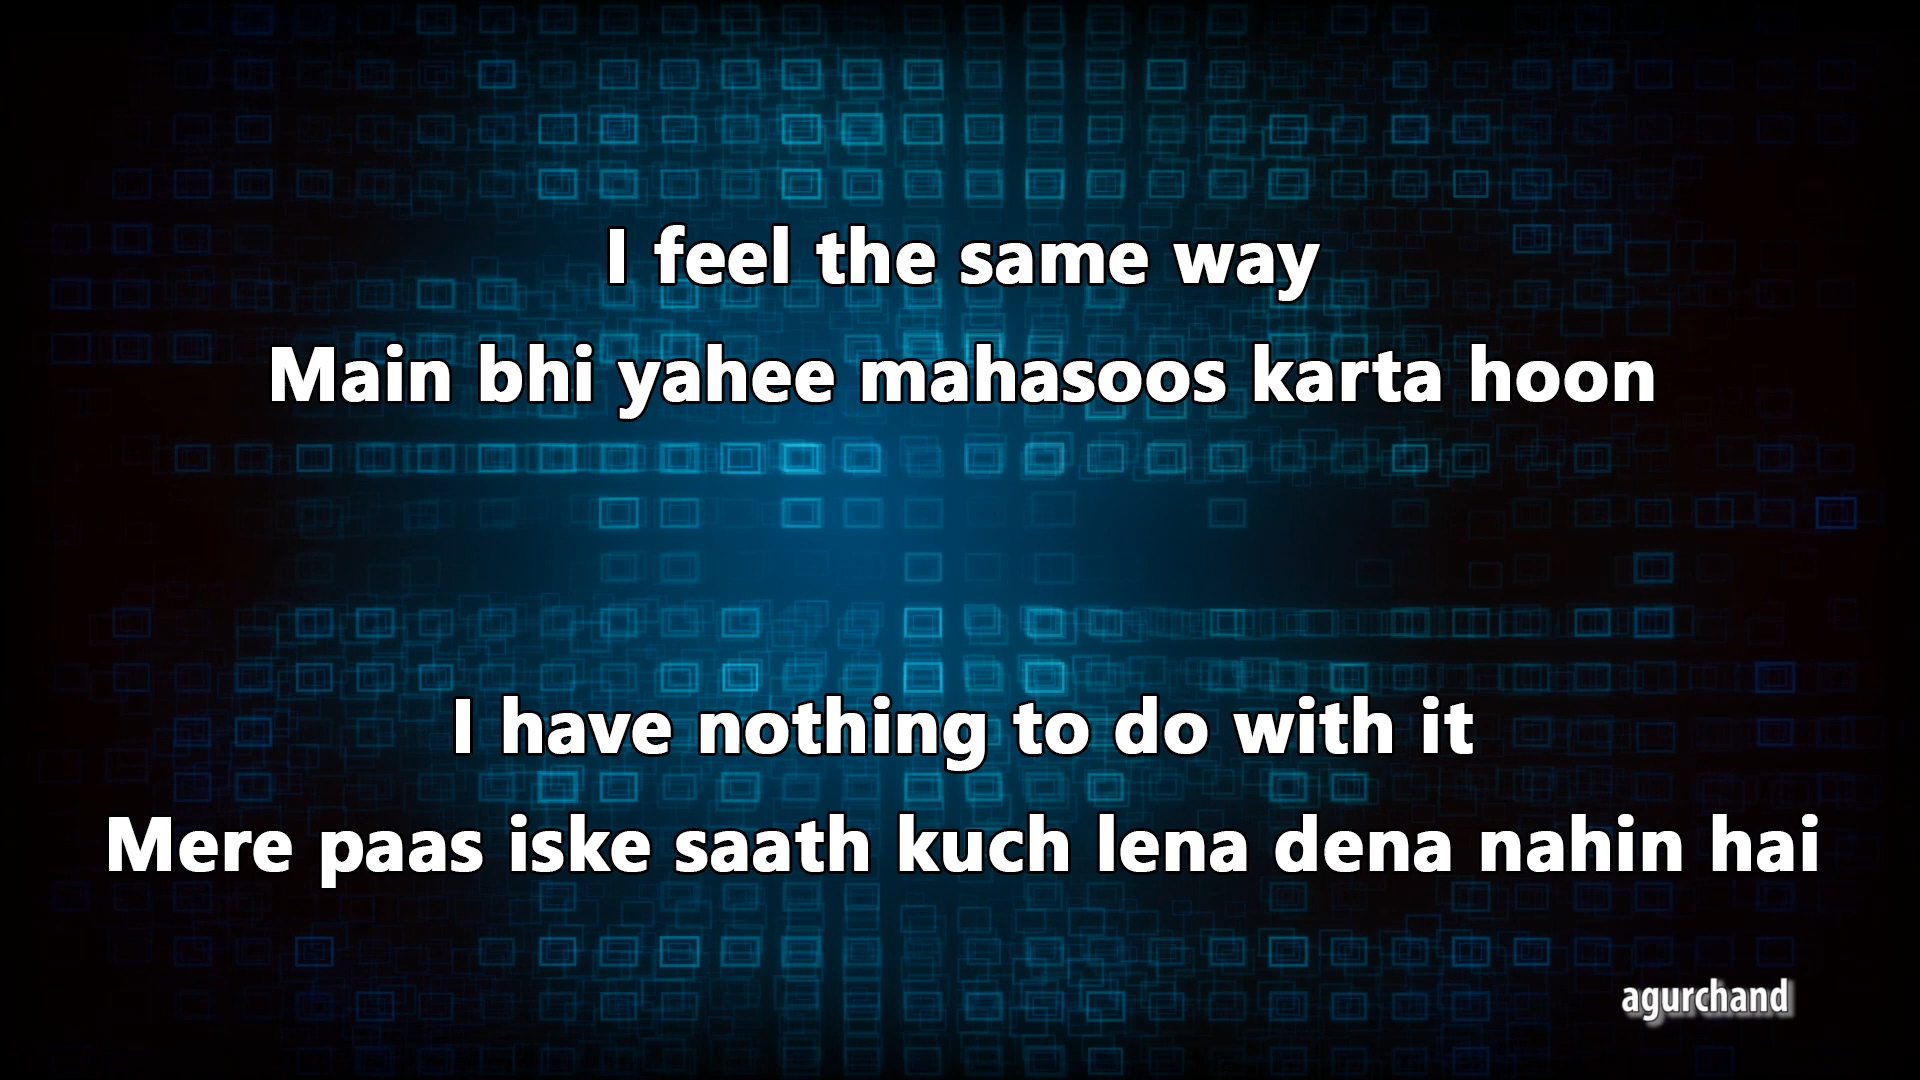 I feel the same way
Main bhi yahee mahasoos karta hoon
I have nothing to do with it
Mere paas iske saath kuch lena dena nahin hai
agurchand